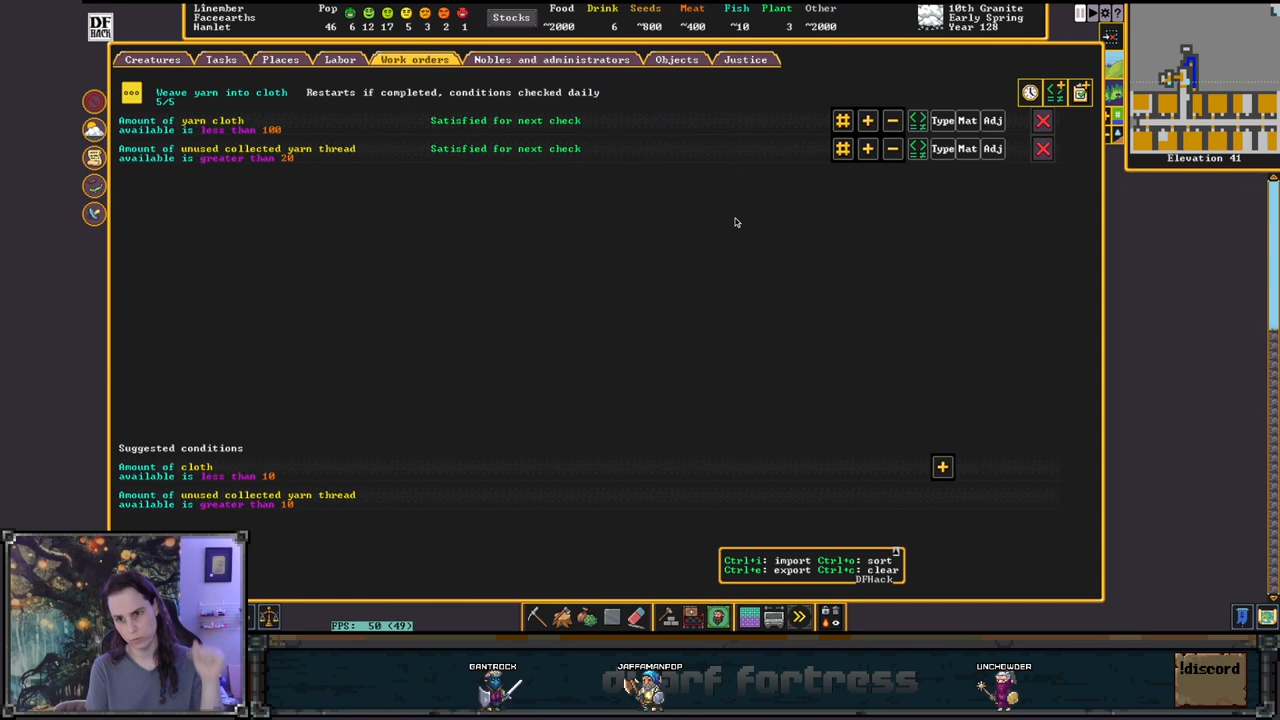 DF
HACK
Linember
Faceearths
Hamlet
Pop
46 6 12 17 5 3 2 1
Stocks
Food Drink Seeds Meat Fish Plant Other
~2000 6 ~800 ~400 ~10 3 ~2000
10th Granite
Early Spring
Year 128
Elevation 41
Creatures Tasks Places Labor Work orders Nobles and administrators Objects Justice
Weave yarn into cloth Restarts if completed, conditions checked daily
5/5
Amount of yarn cloth Satisfied for next check
available is less than 100
Type Mat Adj
Amount of unused collected yarn thread Satisfied for next check
available is greater than 20
Type Mat Adj
Suggested conditions
Amount of cloth
available is less than 10
Amount of unused collected yarn thread
available is greater than 10
Ctrl+i: import Ctrl+o: sort
Ctrl+e: export Ctrl+c: clear
DFHack
FPS: 50 (49)
BANTROCK JAFFAMANPOP UNCHOWDER
dwarf fortress
!discord